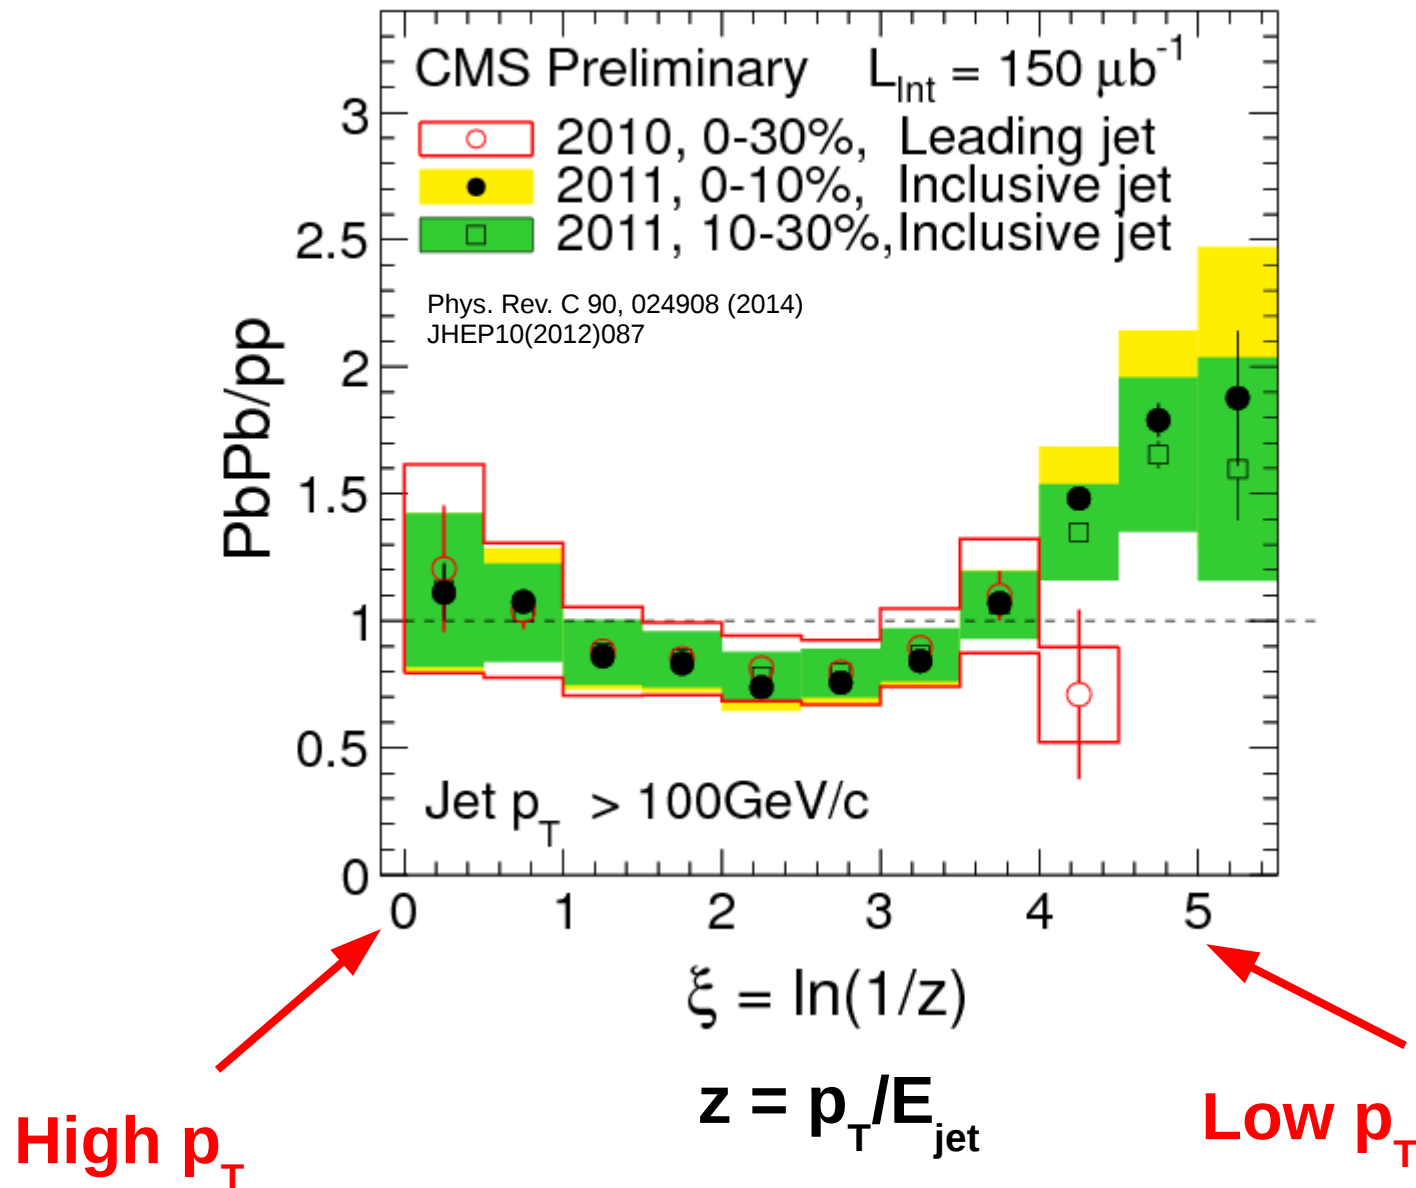 CMS Preliminary L_Int = 150 μb^-1
2010, 0-30%, Leading jet
2011, 0-10%, Inclusive jet
2011, 10-30%,Inclusive jet
Phys. Rev. C 90, 024908 (2014)
JHEP10(2012)087
PbPb/pp
3
2.5
2
1.5
1
0.5
0
Jet p_T > 100GeV/c
0 1 2 3 4 5
ξ = ln(1/z)
z = p_T/E_jet
High p_T
Low p_T